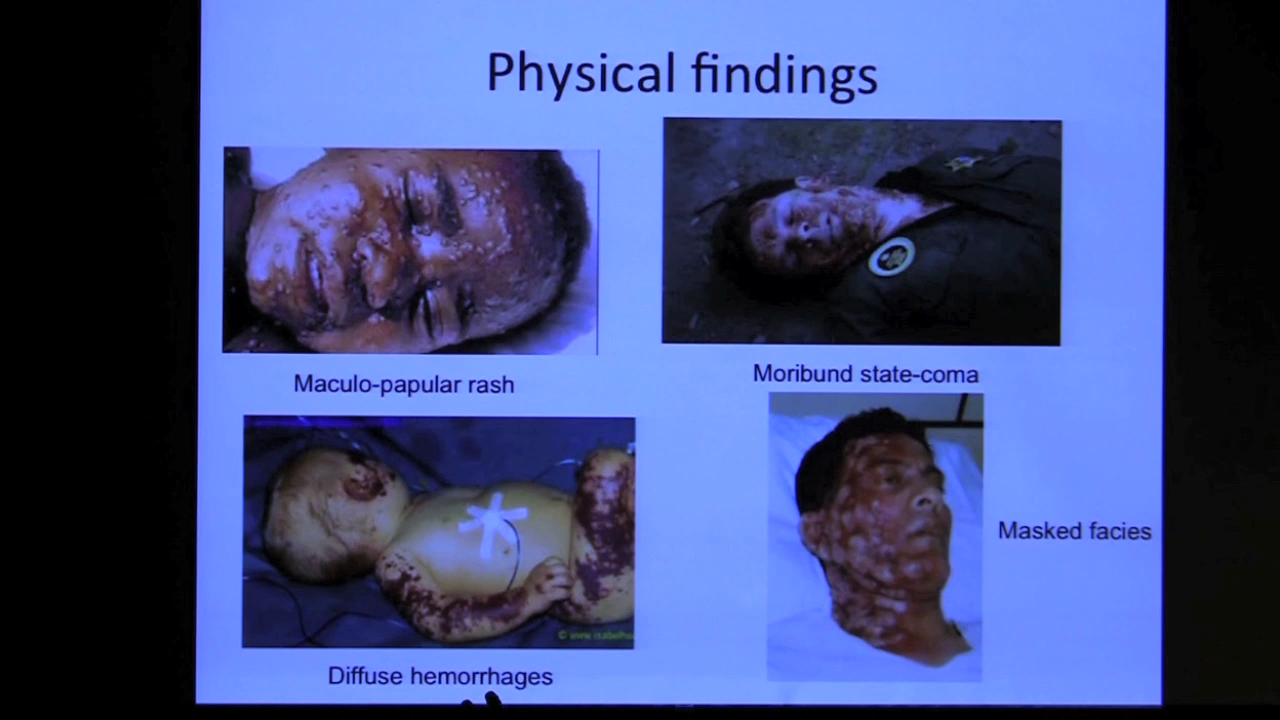 Physical findings
Maculo-papular rash
Moribund state-coma
Masked facies
Diffuse hemorrhages